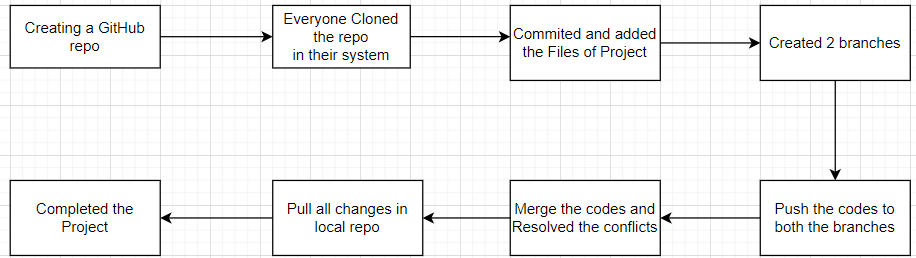 Creating a GitHub
repo
Everyone Cloned
the repo
in their system
Commited and added
the Files of Project
Created 2 branches
Push the codes to
both the branches
Merge the codes and
Resolved the conflicts
Pull all changes in
local repo
Completed the
Project